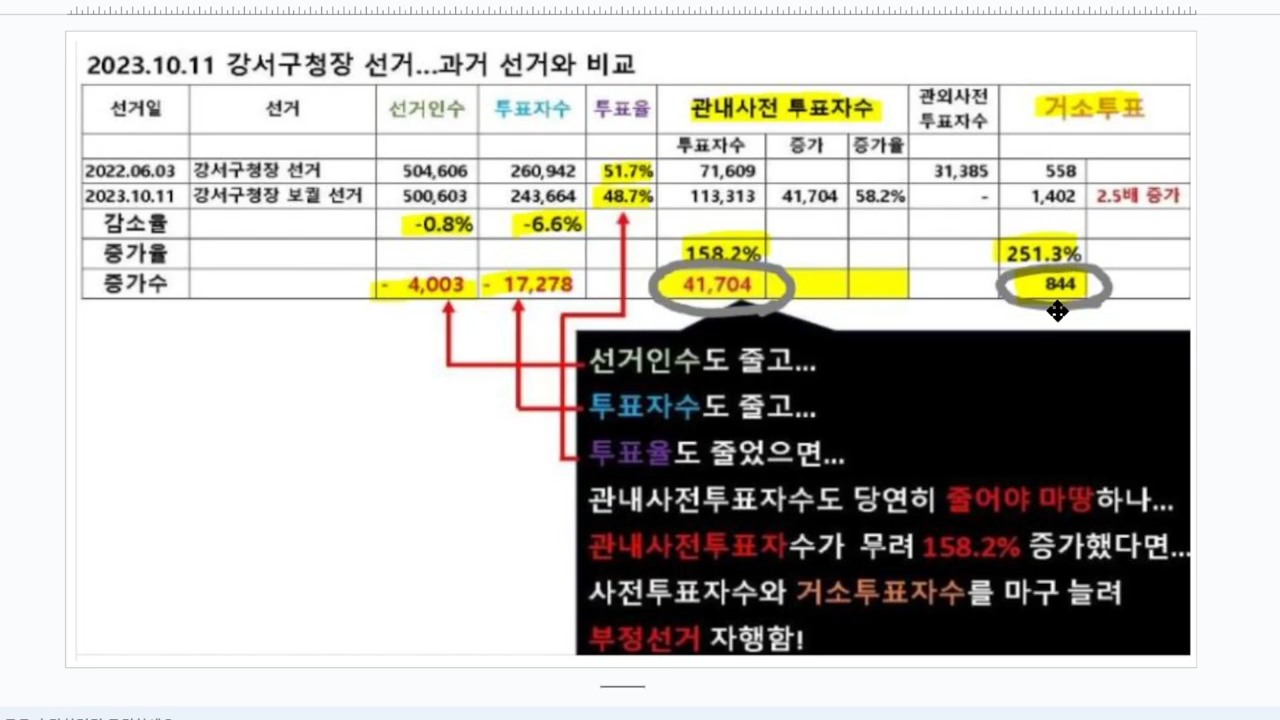 2023.10.11 강서구청장 선거...과거 선거와 비교
선거일 선거 선거인수 투표자수 투표율 관내사전 투표자수 관외사전 투표자수 거소투표
투표자수 증가 증가율
2022.06.03 강서구청장 선거 504,606 260,942 51.7% 71,609 31,385 558
2023.10.11 강서구청장 보궐 선거 500,603 243,664 48.7% 113,313 41,704 58.2% - 1,402 2.5배 증가
감소율 -0.8% -6.6%
증가율 158.2% 251.3%
증가수 - 4,003 - 17,278 41,704 844
선거인수도 줄고...
투표자수도 줄고...
투표율도 줄었으면...
관내사전투표자수도 당연히 줄어야 마땅하나...
관내사전투표자수가 무려 158.2% 증가했다면...
사전투표자수와 거소투표자수를 마구 늘려
부정선거 자행함!